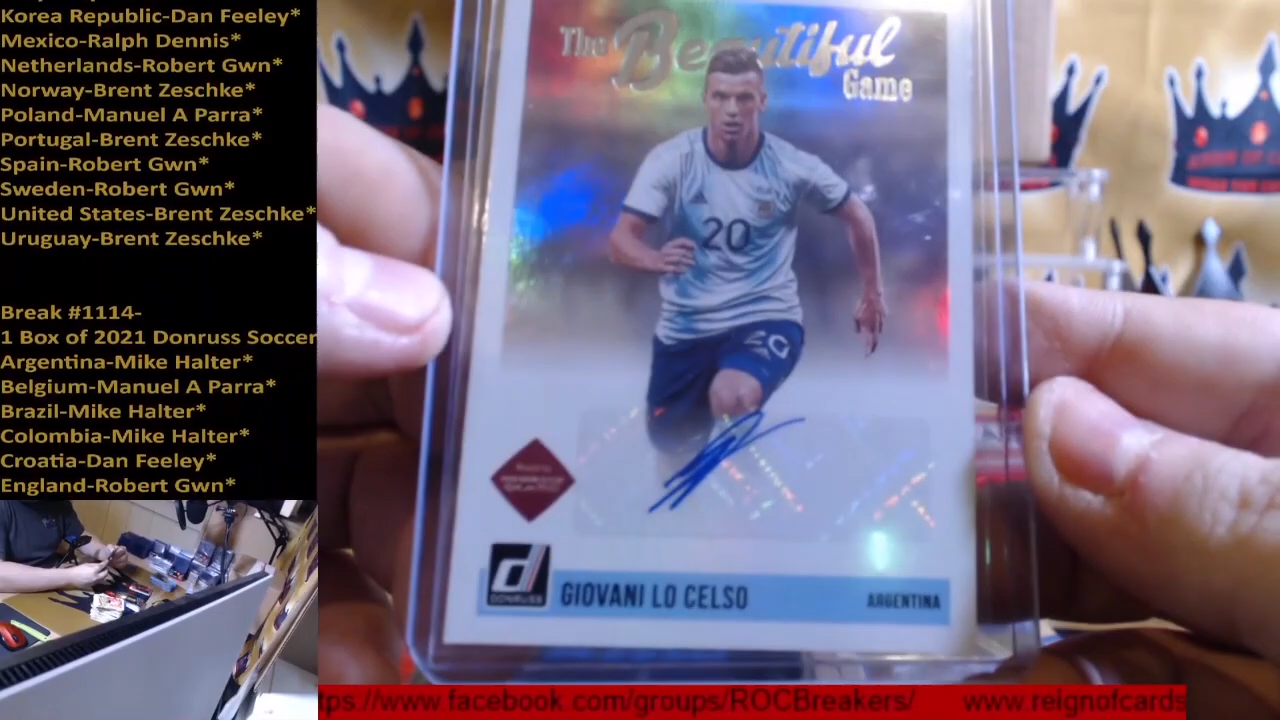 Korea Republic-Dan Feeley*
Mexico-Ralph Dennis*
Netherlands-Robert Gwn*
Norway-Brent Zeschke*
Poland-Manuel A Parra*
Portugal-Brent Zeschke*
Spain-Robert Gwn*
Sweden-Robert Gwn*
United States-Brent Zeschke*
Uruguay-Brent Zeschke*
Break #1114-
1 Box of 2021 Donruss Soccer
Argentina-Mike Halter*
Belgium-Manuel A Parra*
Brazil-Mike Halter*
Colombia-Mike Halter*
Croatia-Dan Feeley*
England-Robert Gwn*
The Beautiful
Game
20
20
d
DONRUSS
GIOVANI LO CELSO
ARGENTINA
tps://www.facebook.com/groups/ROCBreakers/ www.reignofcards